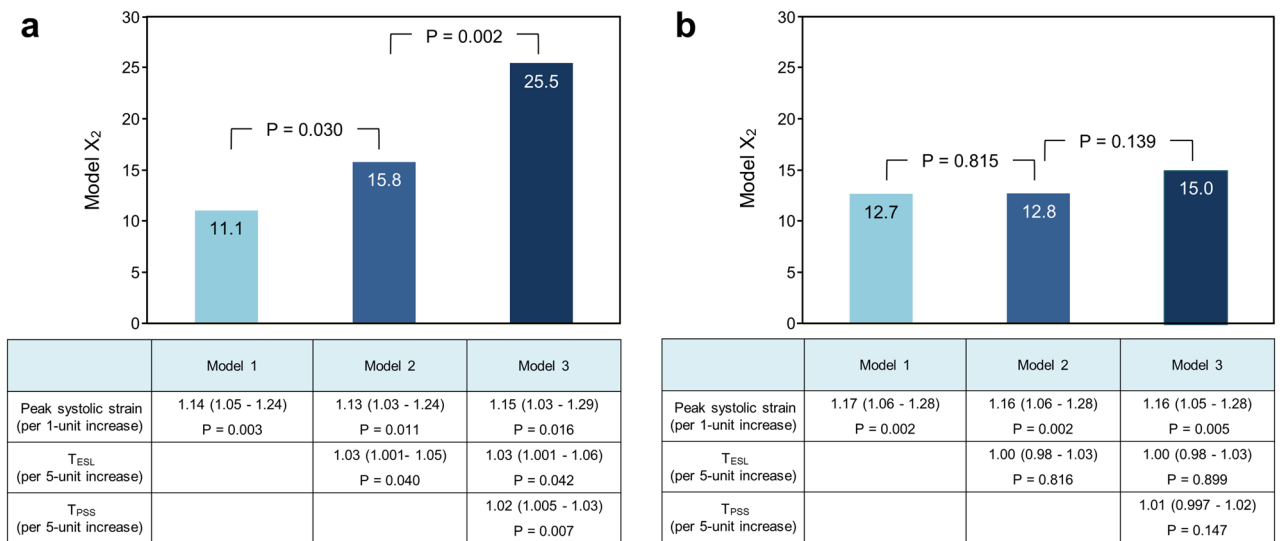 a
30
25
20
15
10
5
0
Model X2
P = 0.002
P = 0.030
11.1
15.8
25.5
Model 1 Model 2 Model 3
Peak systolic strain
(per 1-unit increase)
1.14 (1.05 - 1.24)
P = 0.003
1.13 (1.03 - 1.24)
P = 0.011
1.15 (1.03 - 1.29)
P = 0.016
TESL
(per 5-unit increase)
1.03 (1.001- 1.05)
P = 0.040
1.03 (1.001 - 1.06)
P = 0.042
TPSS
(per 5-unit increase)
1.02 (1.005 - 1.03)
P = 0.007
b
30
25
20
15
10
5
0
Model X2
P = 0.815
P = 0.139
12.7
12.8
15.0
Model 1 Model 2 Model 3
Peak systolic strain
(per 1-unit increase)
1.17 (1.06 - 1.28)
P = 0.002
1.16 (1.06 - 1.28)
P = 0.002
1.16 (1.05 - 1.28)
P = 0.005
TESL
(per 5-unit increase)
1.00 (0.98 - 1.03)
P = 0.816
1.00 (0.98 - 1.03)
P = 0.899
TPSS
(per 5-unit increase)
1.01 (0.997 - 1.02)
P = 0.147